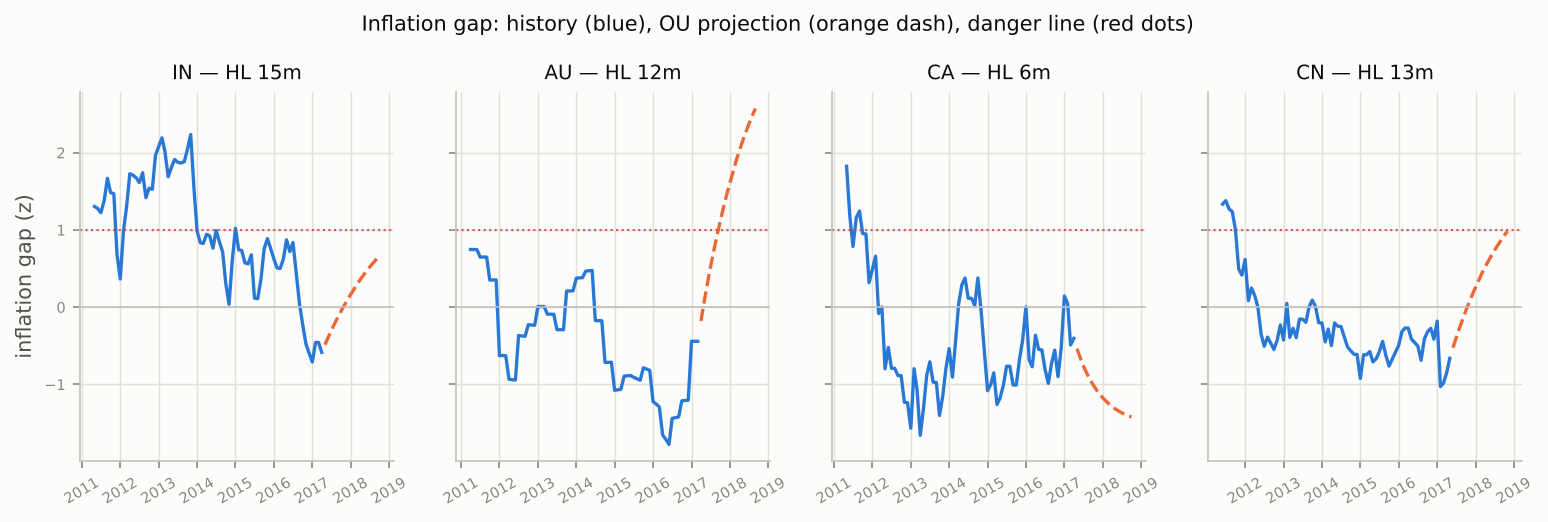 Inflation gap: history (blue), OU projection (orange dash), danger line (red dots)
IN — HL 15m
AU — HL 12m
CA — HL 6m
CN — HL 13m
inflation gap (z)
2
1
0
−1
2011 2012 2013 2014 2015 2016 2017 2018 2019
2011 2012 2013 2014 2015 2016 2017 2018 2019
2011 2012 2013 2014 2015 2016 2017 2018 2019
2012 2013 2014 2015 2016 2017 2018 2019